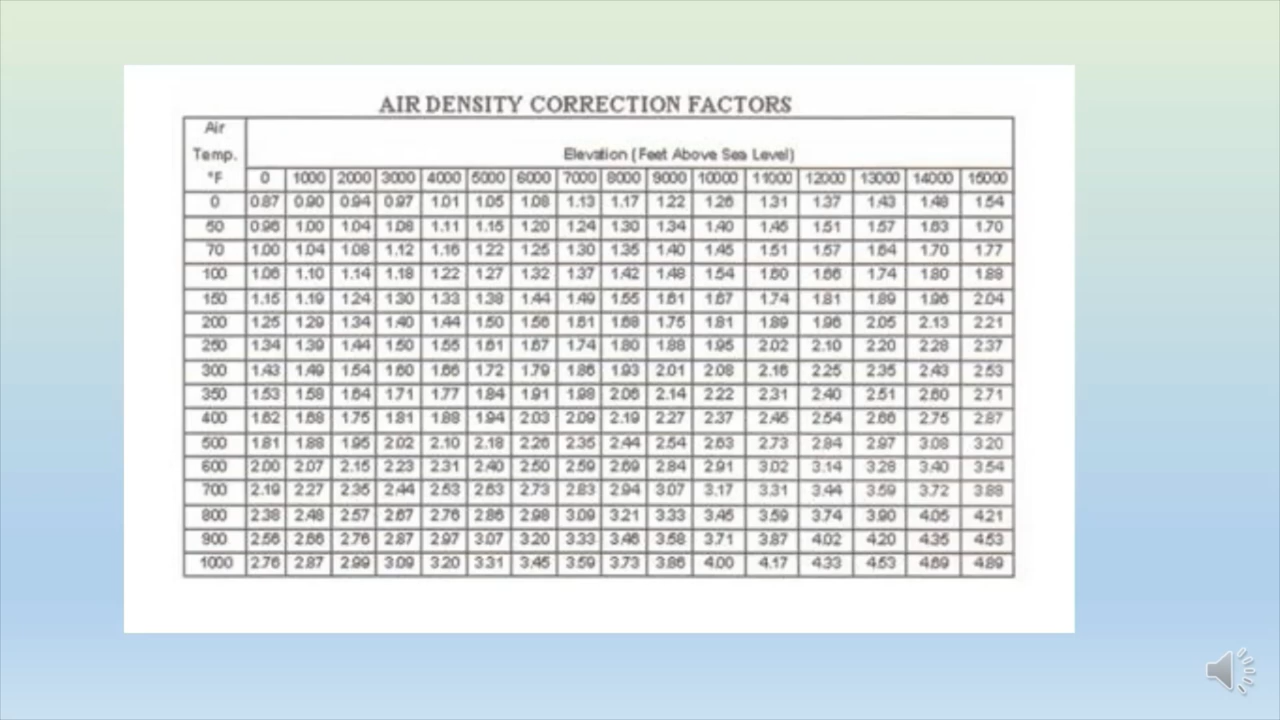 AIR DENSITY CORRECTION FACTORS
Air
Temp. Elevation (Feet Above Sea Level)
°F 0 1000 2000 3000 4000 5000 6000 7000 8000 9000 10000 11000 12000 13000 14000 15000
0 0.87 0.90 0.94 0.97 1.01 1.05 1.08 1.13 1.17 1.22 1.26 1.31 1.37 1.43 1.48 1.54
50 0.96 1.00 1.04 1.08 1.11 1.15 1.20 1.24 1.30 1.34 1.40 1.45 1.51 1.57 1.63 1.70
70 1.00 1.04 1.08 1.12 1.16 1.22 1.25 1.30 1.35 1.40 1.45 1.51 1.57 1.64 1.70 1.77
100 1.06 1.10 1.14 1.18 1.22 1.27 1.32 1.37 1.42 1.48 1.54 1.60 1.66 1.74 1.80 1.88
150 1.15 1.19 1.24 1.30 1.33 1.38 1.44 1.49 1.55 1.61 1.67 1.74 1.81 1.89 1.96 2.04
200 1.25 1.29 1.34 1.40 1.44 1.50 1.56 1.61 1.68 1.75 1.81 1.89 1.96 2.05 2.13 2.21
250 1.34 1.39 1.44 1.50 1.55 1.61 1.67 1.74 1.80 1.88 1.95 2.02 2.10 2.20 2.28 2.37
300 1.43 1.49 1.54 1.60 1.66 1.72 1.79 1.86 1.93 2.01 2.08 2.16 2.25 2.35 2.43 2.53
350 1.53 1.58 1.64 1.71 1.77 1.84 1.91 1.98 2.06 2.14 2.22 2.31 2.40 2.51 2.60 2.71
400 1.62 1.68 1.75 1.81 1.88 1.94 2.03 2.09 2.19 2.27 2.37 2.46 2.54 2.66 2.75 2.87
500 1.81 1.88 1.95 2.02 2.10 2.18 2.26 2.35 2.44 2.54 2.63 2.73 2.84 2.97 3.08 3.20
600 2.00 2.07 2.15 2.23 2.31 2.40 2.50 2.59 2.69 2.84 2.91 3.02 3.14 3.28 3.40 3.54
700 2.19 2.27 2.35 2.44 2.53 2.63 2.73 2.83 2.94 3.07 3.17 3.31 3.44 3.59 3.72 3.88
800 2.38 2.48 2.57 2.67 2.76 2.86 2.98 3.09 3.21 3.33 3.45 3.59 3.74 3.90 4.05 4.21
900 2.56 2.66 2.76 2.87 2.97 3.07 3.20 3.33 3.46 3.58 3.71 3.87 4.02 4.20 4.35 4.53
1000 2.76 2.87 2.99 3.09 3.20 3.31 3.45 3.59 3.73 3.86 4.00 4.17 4.33 4.53 4.69 4.89